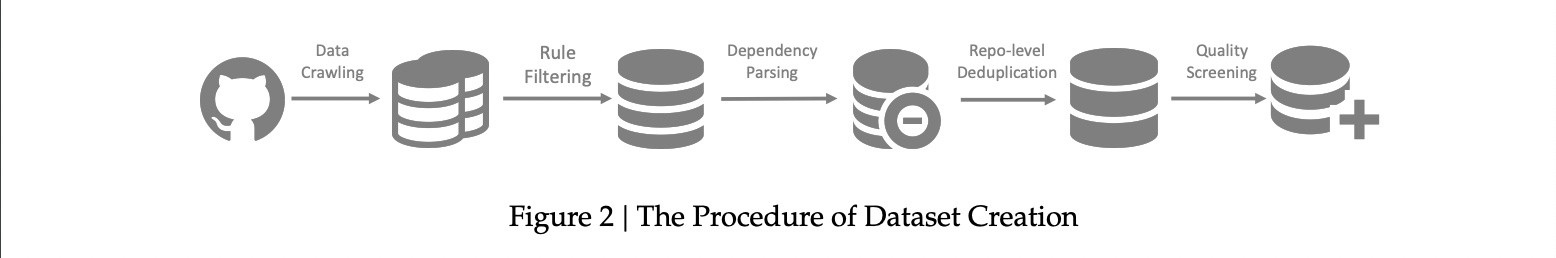 Data
Crawling
Rule
Filtering
Dependency
Parsing
Repo-level
Deduplication
Quality
Screening
Figure 2 | The Procedure of Dataset Creation